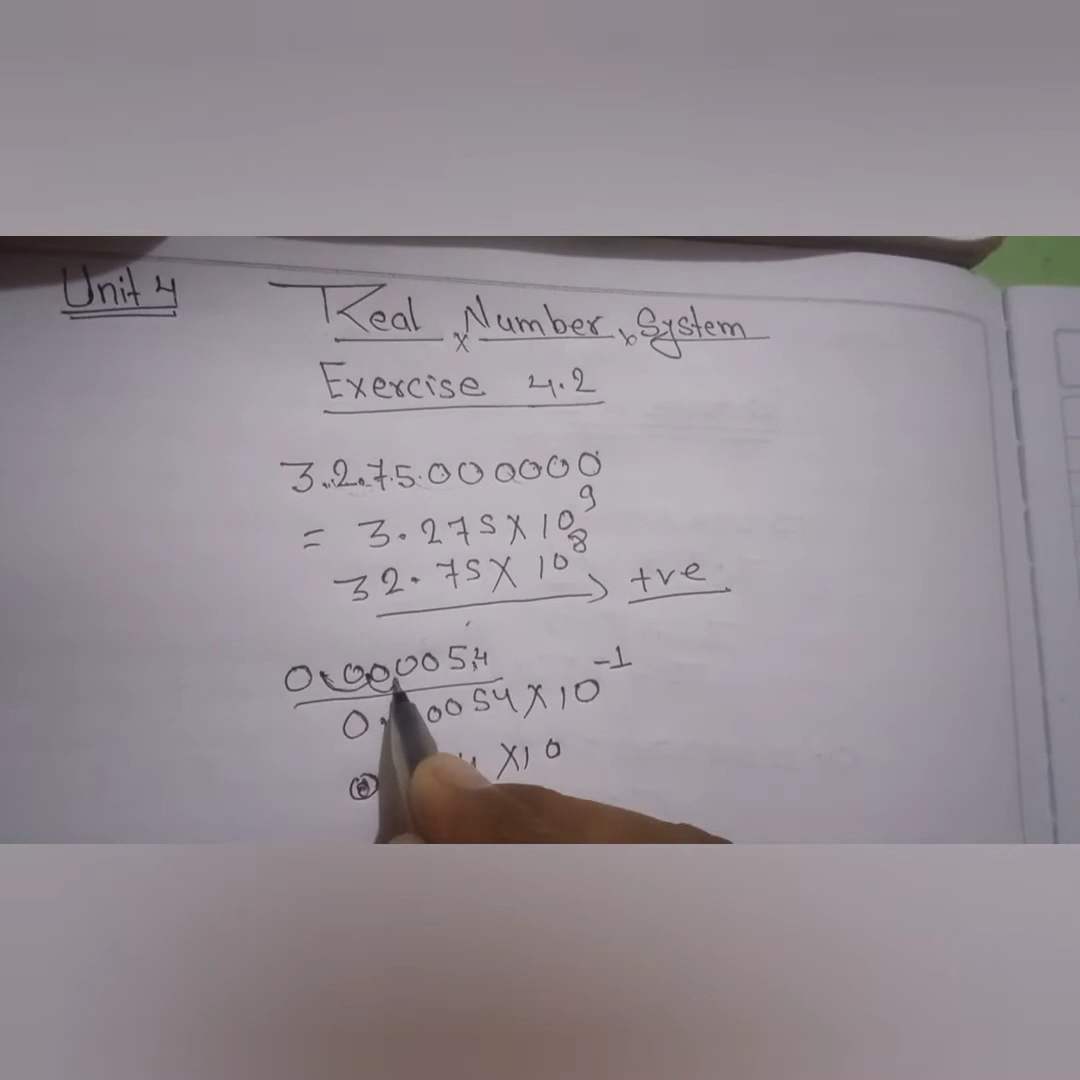 Unit 4
Real Number System
Exercise 4.2
3.2.7.5.000000
= 3.275 X 10^9
32.75 X 10^8 → +ve
0.000054
0. 0054 X 10^-1
X10